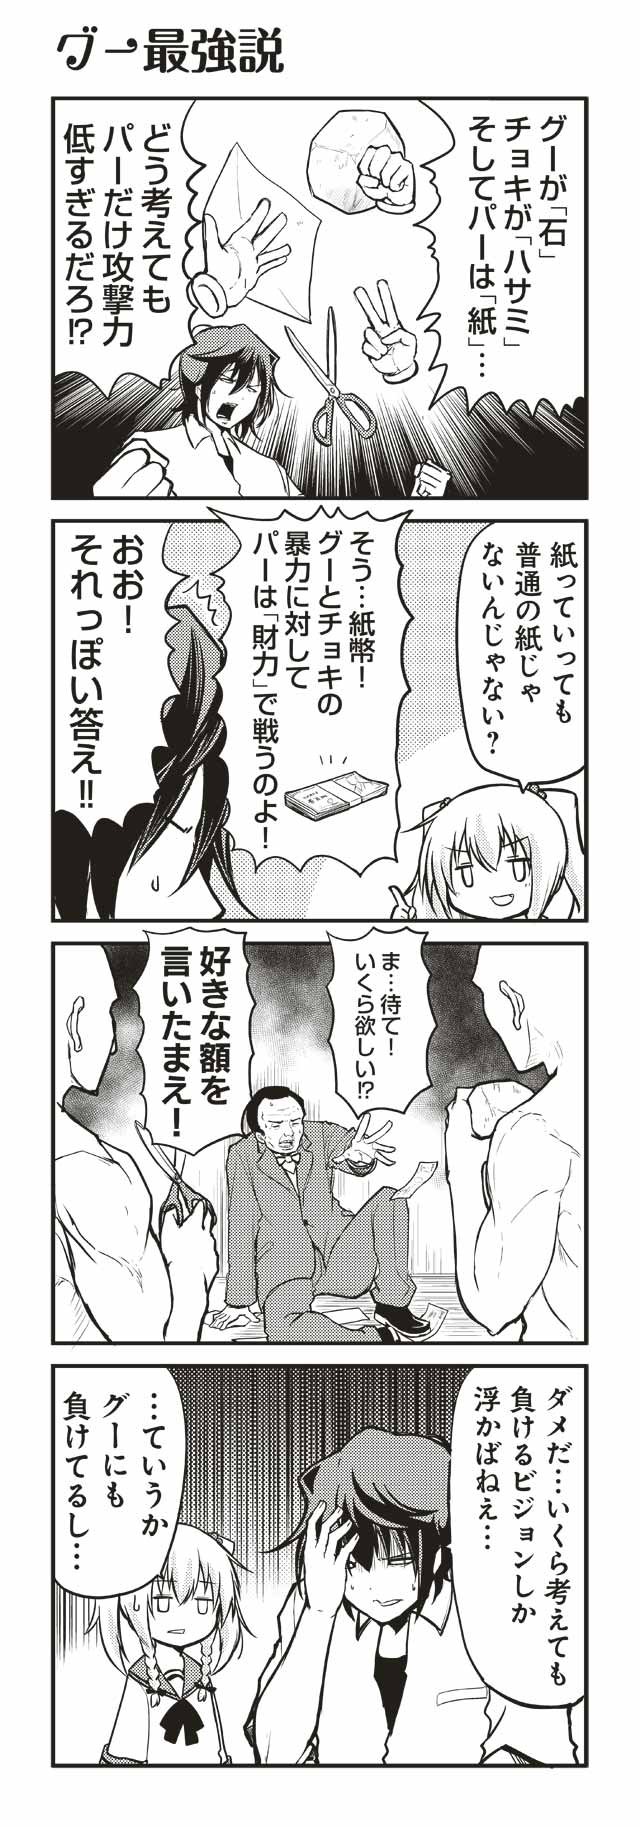 グー最強説
グーが「石」
チョキが「ハサミ」
そしてパーは「紙」…
どう考えても
パーだけ攻撃力
低すぎるだろ!?
紙っていっても
普通の紙じゃ
ないんじゃない？
そう…紙幣！
グーとチョキの
暴力に対して
パーは「財力」で戦うのよ！
おお！
それっぽい答え!!
ま…待て！
いくら欲しい!?
好きな額を
言いたまえ！
ダメだ…いくら考えても
負けるビジョンしか
浮かばねえ…
…ていうか
グーにも
負けてるし…